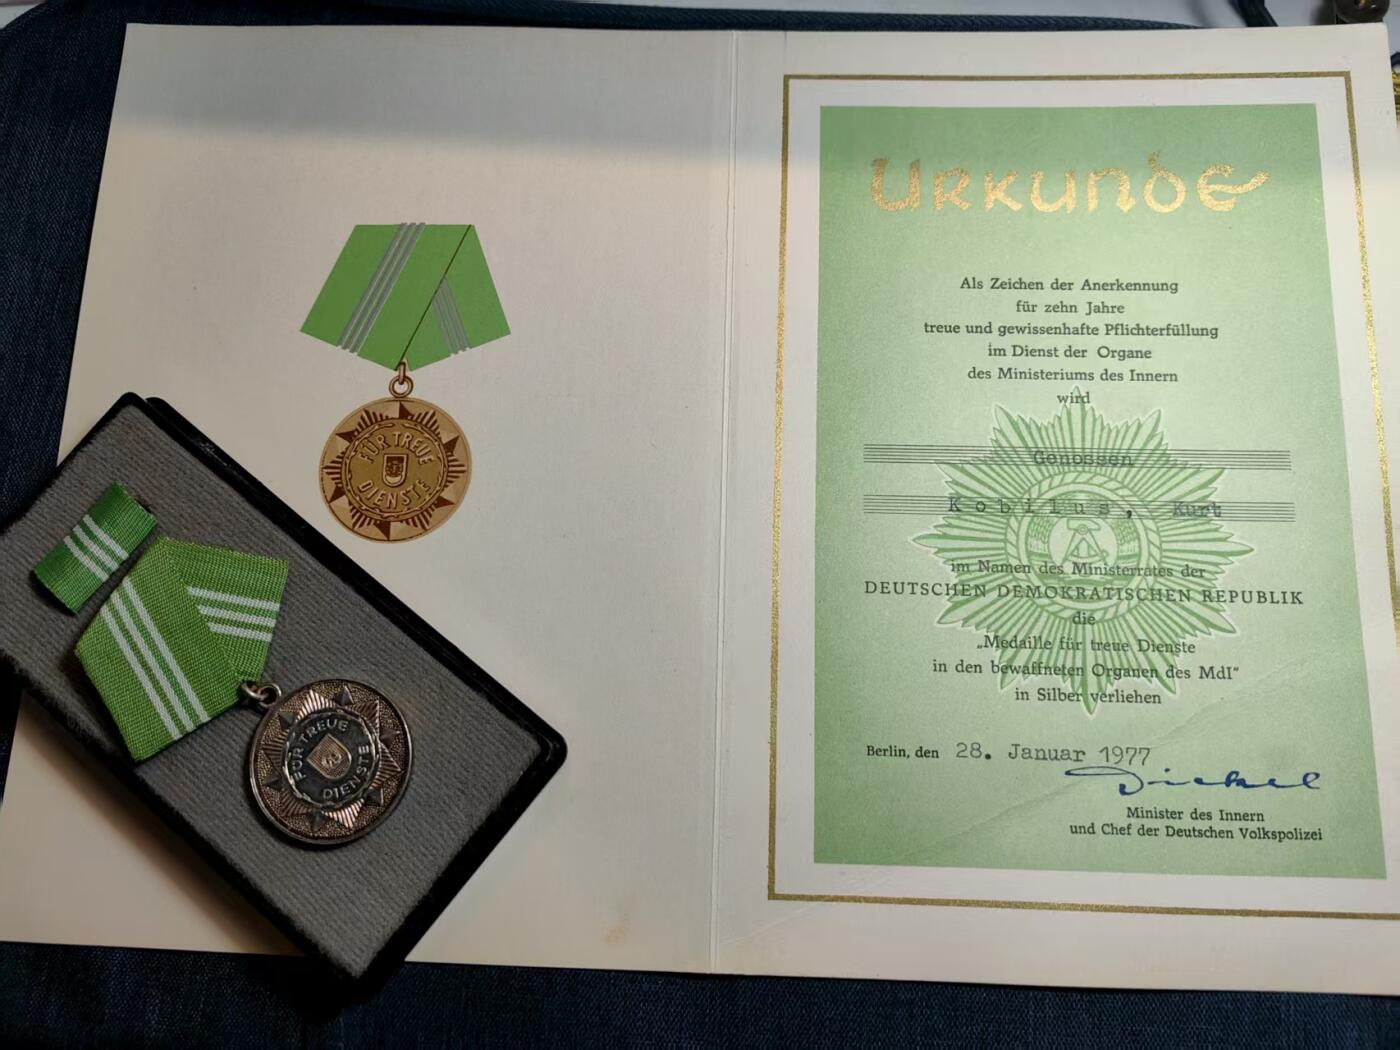 FÜR TREUE
DIENSTE
FÜR TREUE
DIENSTE
Urkunde
Als Zeichen der Anerkennung
für zehn Jahre
treue und gewissenhafte Pflichterfüllung
im Dienst der Organe
des Ministeriums des Innern
wird
Genossen
Kobilus, Kurt
im Namen des Ministerrates der
DEUTSCHEN DEMOKRATISCHEN REPUBLIK
die
„Medaille für treue Dienste
in den bewaffneten Organen des MdI“
in Silber verliehen
Berlin, den 28. Januar 1977
Dickel
Minister des Innern
und Chef der Deutschen Volkspolizei